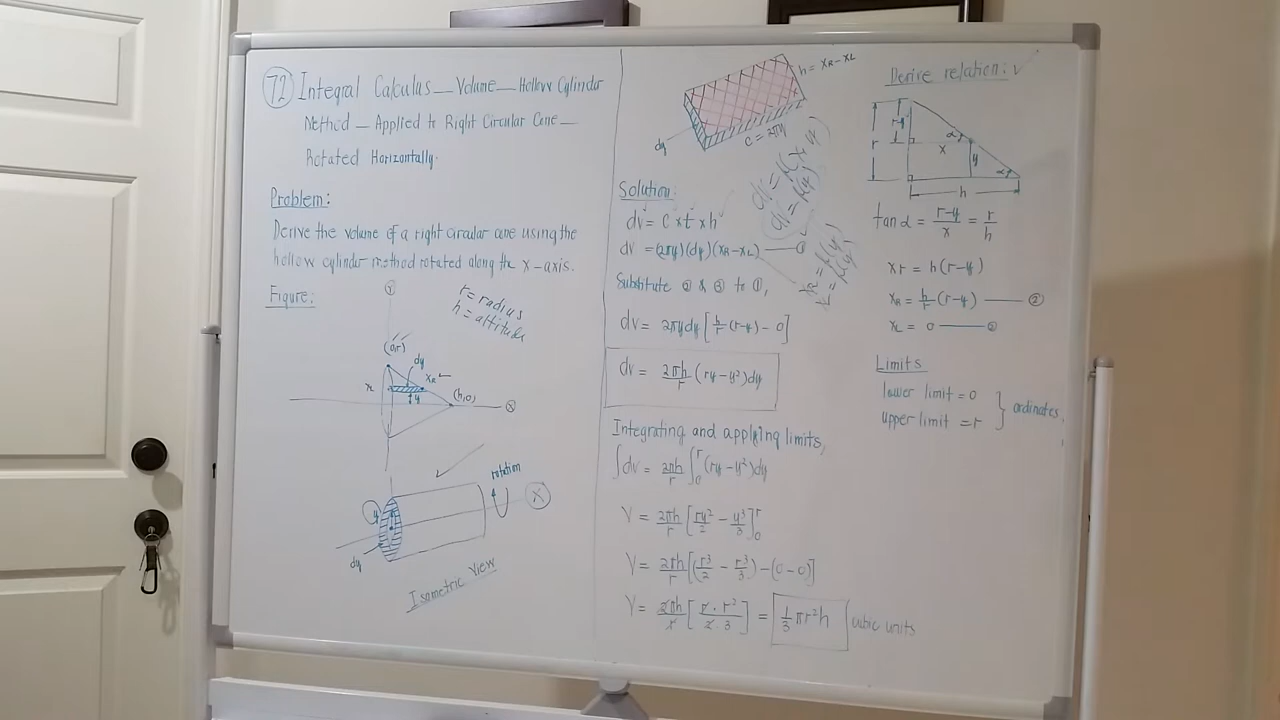 72 Integral Calculus — Volume — Hollow Cylinder
Method — Applied to Right Circular Cone —
Rotated Horizontally.
Problem:
Derive the volume of a right circular cone using the
hollow cylinder method rotated along the x-axis.
Figure:
Y
r = radius
h = altitude
(0,r)
dy
xR
y
(h,0)
X
rotation
X
y
dy
Isometric View
h = xR - xL
dy
c = 2πy
Solution:
dv = c × t × h
dv = (2πy)(dy)(xR - xL) — ①
Substitute ② & ③ to ①,
dv = 2πydy[h/r (r-y) - 0]
dv = 2πh/r (ry - y²)dy
Integrating and applying limits,
∫dv = 2πh/r ∫₀ʳ (ry - y²)dy
V = 2πh/r [ry²/2 - y³/3]₀ʳ
V = 2πh/r [(r³/2 - r³/3) - (0 - 0)]
V = 2πh/r [r · r²/2 · 3] = 1/3 πr²h cubic units
Derive relation: √
r-y
r
x
α
y
α
h
tan α = r-y/x = r/h
xr = h(r-y)
xR = h/r (r-y) — ②
xL = 0 — ③
Limits
lower limit = 0
upper limit = r
} ordinates